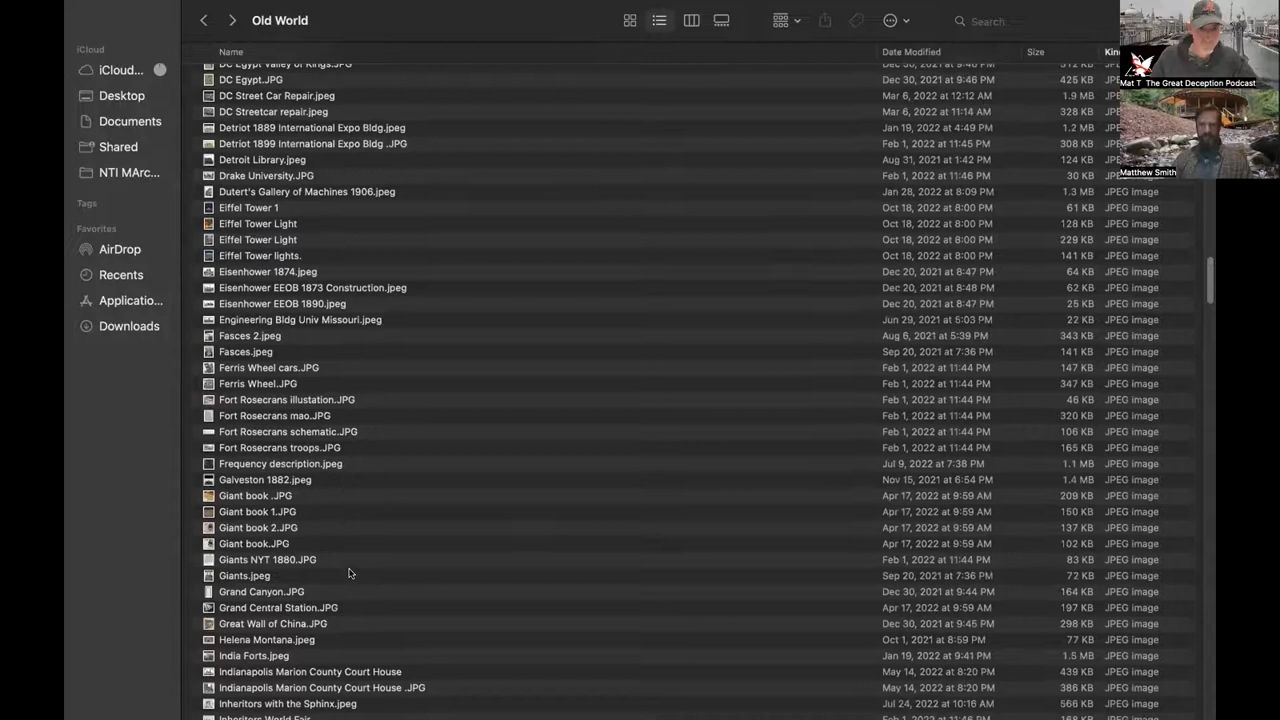 Old World
Search
iCloud
iCloud...
Desktop
Documents
Shared
NTI MArc...
Tags
Favorites
AirDrop
Recents
Applicatio...
Downloads
Name Date Modified Size Kin
DC Egypt Valley of Kings.JPG Dec 30, 2021 at 9:46 PM 312 KB
DC Egypt.JPG Dec 30, 2021 at 9:46 PM 425 KB
DC Street Car Repair.jpeg Mar 6, 2022 at 12:12 AM 1.9 MB
DC Streetcar repair.jpeg Mar 6, 2022 at 11:14 AM 328 KB
Detriot 1889 International Expo Bldg.jpeg Jan 19, 2022 at 4:49 PM 1.2 MB
Detroit 1899 International Expo Bldg .JPG Feb 1, 2022 at 11:45 PM 308 KB
Detroit Library.jpeg Aug 31, 2021 at 1:42 PM 124 KB
Drake University.JPG Feb 1, 2022 at 11:46 PM 30 KB
Dutert's Gallery of Machines 1906.jpeg Jan 28, 2022 at 8:09 PM 1.3 MB JPEG image
Eiffel Tower 1 Oct 18, 2022 at 8:00 PM 61 KB JPEG image
Eiffel Tower Light Oct 18, 2022 at 8:00 PM 128 KB JPEG image
Eiffel Tower Light Oct 18, 2022 at 8:00 PM 229 KB JPEG image
Eiffel Tower lights. Oct 18, 2022 at 8:00 PM 141 KB JPEG image
Eisenhower 1874.jpeg Dec 20, 2021 at 8:47 PM 64 KB JPEG image
Eisenhower EEOB 1873 Construction.jpeg Dec 20, 2021 at 8:48 PM 62 KB JPEG image
Eisenhower EEOB 1890.jpeg Dec 20, 2021 at 8:47 PM 25 KB JPEG image
Engineering Bldg Univ Missouri.jpeg Jun 29, 2021 at 5:03 PM 22 KB JPEG image
Fasces 2.jpeg Aug 6, 2021 at 5:39 PM 343 KB JPEG image
Fasces.jpeg Sep 20, 2021 at 7:36 PM 141 KB JPEG image
Ferris Wheel cars.JPG Feb 1, 2022 at 11:44 PM 147 KB JPEG image
Ferris Wheel.JPG Feb 1, 2022 at 11:44 PM 347 KB JPEG image
Fort Rosecrans illustation.JPG Feb 1, 2022 at 11:44 PM 46 KB JPEG image
Fort Rosecrans mao.JPG Feb 1, 2022 at 11:44 PM 320 KB JPEG image
Fort Rosecrans schematic.JPG Feb 1, 2022 at 11:44 PM 106 KB JPEG image
Fort Rosecrans troops.JPG Feb 1, 2022 at 11:44 PM 165 KB JPEG image
Frequency description.jpeg Jul 9, 2022 at 7:38 PM 1.1 MB JPEG image
Galveston 1882.jpeg Nov 15, 2021 at 6:54 PM 1.4 MB JPEG image
Giant book .JPG Apr 17, 2022 at 9:59 AM 209 KB JPEG image
Giant book 1.JPG Apr 17, 2022 at 9:59 AM 150 KB JPEG image
Giant book 2.JPG Apr 17, 2022 at 9:59 AM 137 KB JPEG image
Giant book.JPG Apr 17, 2022 at 9:59 AM 102 KB JPEG image
Giants NYT 1880.JPG Feb 1, 2022 at 11:44 PM 83 KB JPEG image
Giants.jpeg Sep 20, 2021 at 7:36 PM 72 KB JPEG image
Grand Canyon.JPG Dec 30, 2021 at 9:44 PM 164 KB JPEG image
Grand Central Station.JPG Apr 17, 2022 at 9:59 AM 197 KB JPEG image
Great Wall of China.JPG Dec 30, 2021 at 9:45 PM 298 KB JPEG image
Helena Montana.jpeg Oct 1, 2021 at 8:59 PM 77 KB JPEG image
India Forts.jpeg Jan 19, 2022 at 9:41 PM 1.5 MB JPEG image
Indianapolis Marion County Court House May 14, 2022 at 8:20 PM 439 KB JPEG image
Indianapolis Marion County Court House .JPG May 14, 2022 at 8:20 PM 386 KB JPEG image
Inheritors with the Sphinx.jpeg Jul 24, 2022 at 10:16 AM 566 KB JPEG image
Inheritors World Fair Feb 1, 2022 at 11:46 PM 168 KB JPEG image
Mat T The Great Deception Podcast
Matthew Smith